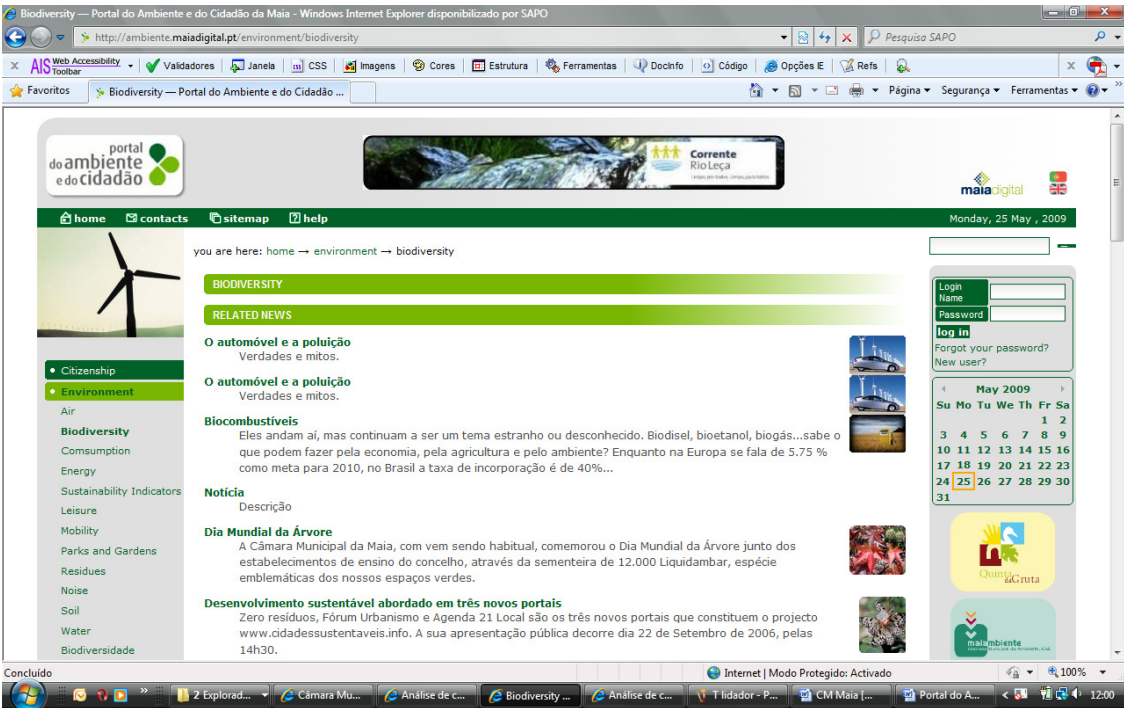 Biodiversity — Portal do Ambiente e do Cidadão da Maia - Windows Internet Explorer disponibilizado por SAPO
http://ambiente.maiadigital.pt/environment/biodiversity
Pesquisa SAPO
x AIS Web Accessibility Toolbar Validadores Janela CSS Imagens Cores Estrutura Ferramentas DocInfo Código Opções IE Refs x
Favoritos Biodiversity — Portal do Ambiente e do Cidadão ... Página Segurança Ferramentas
portal
do ambiente
e do cidadão
Corrente
Rio Leça
maiadigital
home contacts sitemap help Monday, 25 May , 2009
you are here: home → environment → biodiversity
BIODIVERSITY
RELATED NEWS
O automóvel e a poluição
Verdades e mitos.
O automóvel e a poluição
Verdades e mitos.
Biocombustíveis
Eles andam aí, mas continuam a ser um tema estranho ou desconhecido. Biodisel, bioetanol, biogás...sabe o
que podem fazer pela economia, pela agricultura e pelo ambiente? Enquanto na Europa se fala de 5.75 %
como meta para 2010, no Brasil a taxa de incorporação é de 40%...
Notícia
Descrição
Dia Mundial da Árvore
A Câmara Municipal da Maia, com vem sendo habitual, comemorou o Dia Mundial da Árvore junto dos
estabelecimentos de ensino do concelho, através da sementeira de 12.000 Liquidambar, espécie
emblemáticas dos nossos espaços verdes.
Desenvolvimento sustentável abordado em três novos portais
Zero resíduos, Fórum Urbanismo e Agenda 21 Local são os três novos portais que constituem o projecto
www.cidadessustentaveis.info. A sua apresentação pública decorre dia 22 de Setembro de 2006, pelas
14h30.
Citizenship
Environment
Air
Biodiversity
Comsumption
Energy
Sustainability Indicators
Leisure
Mobility
Parks and Gardens
Residues
Noise
Soil
Water
Biodiversidade
Login
Name
Password
log in
Forgot your password?
New user?
May 2009
Su Mo Tu We Th Fr Sa
1 2
3 4 5 6 7 8 9
10 11 12 13 14 15 16
17 18 19 20 21 22 23
24 25 26 27 28 29 30
31
Quinta da Gruta
maiambiente
Concluído Internet | Modo Protegido: Activado 100%
2 Explorad... Câmara Mu... Análise de c... Biodiversity ... Análise de c... T lidador - P... CM Maia [... Portal do A... 12:00